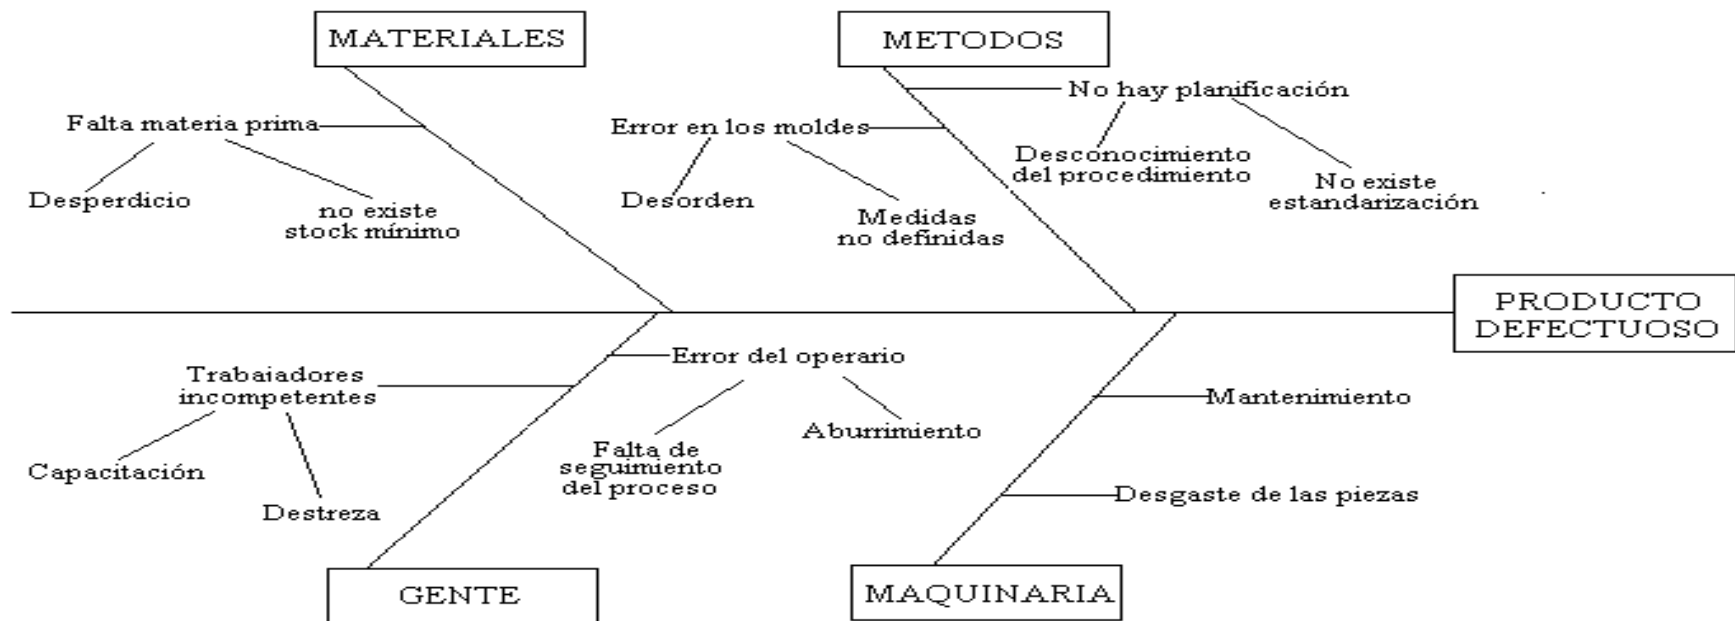 MATERIALES
METODOS
No hay planificación
Falta materia prima
Error en los moldes
Desconocimiento
del procedimiento
No existe
estandarización
Desperdicio
no existe
stock mínimo
Desorden
Medidas
no definidas
PRODUCTO
DEFECTUOSO
Error del operario
Trabaiadores
incompetentes
Mantenimiento
Aburrimiento
Falta de
seguimiento
del proceso
Capacitación
Destreza
Desgaste de las piezas
GENTE
MAQUINARIA